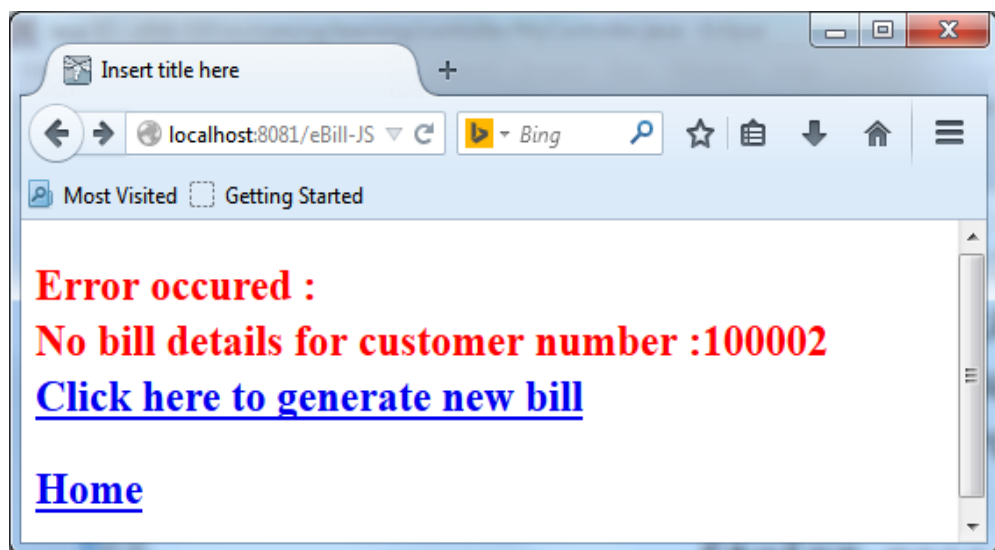 Insert title here
localhost:8081/eBill-JS
Bing
Most Visited
Getting Started
Error occured :
No bill details for customer number :100002
Click here to generate new bill
Home